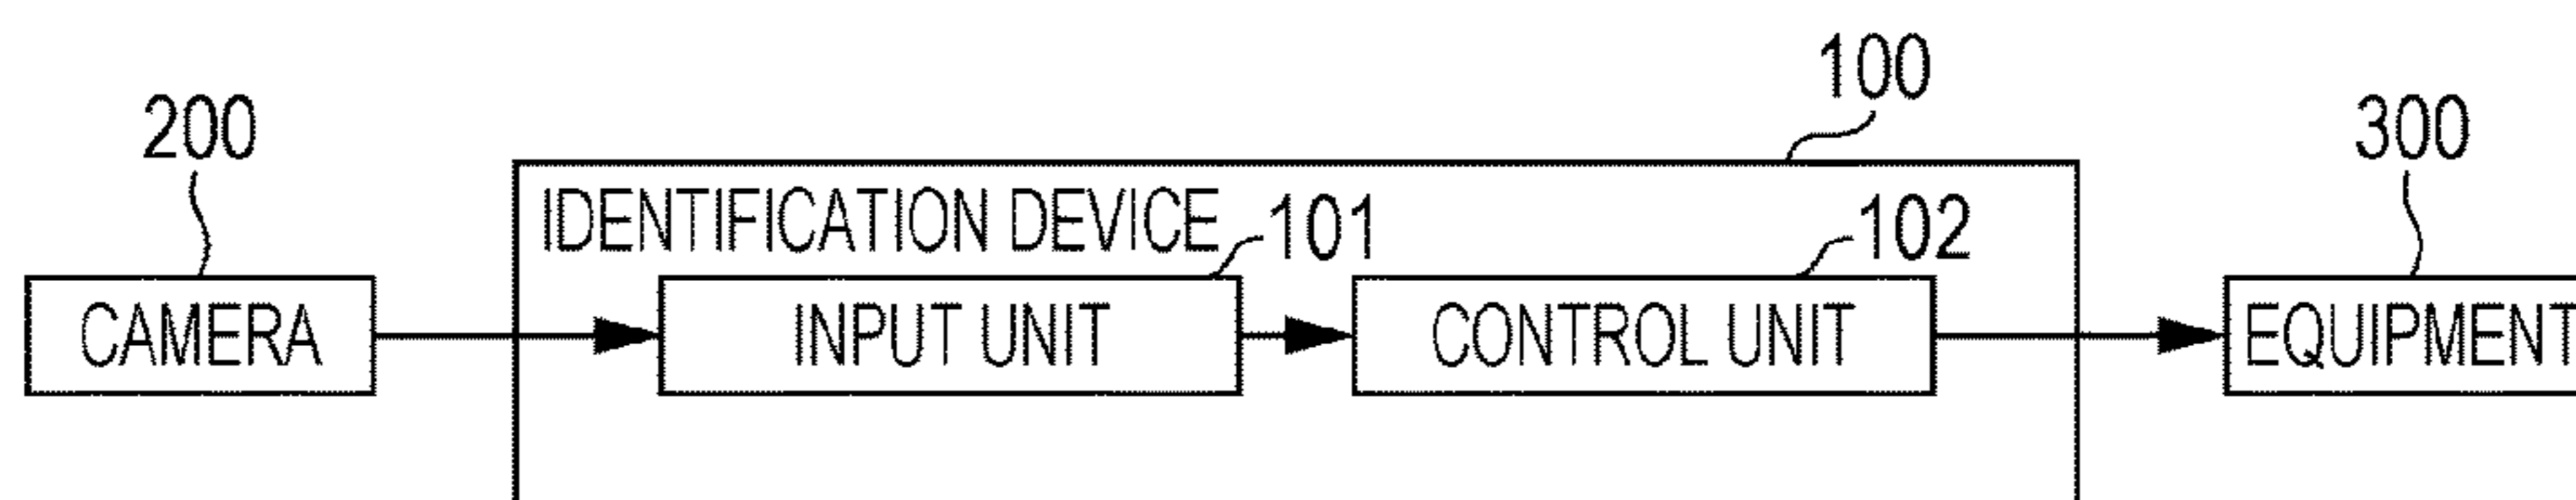 100
200
300
IDENTIFICATION DEVICE
101
102
CAMERA
INPUT UNIT
CONTROL UNIT
EQUIPMENT